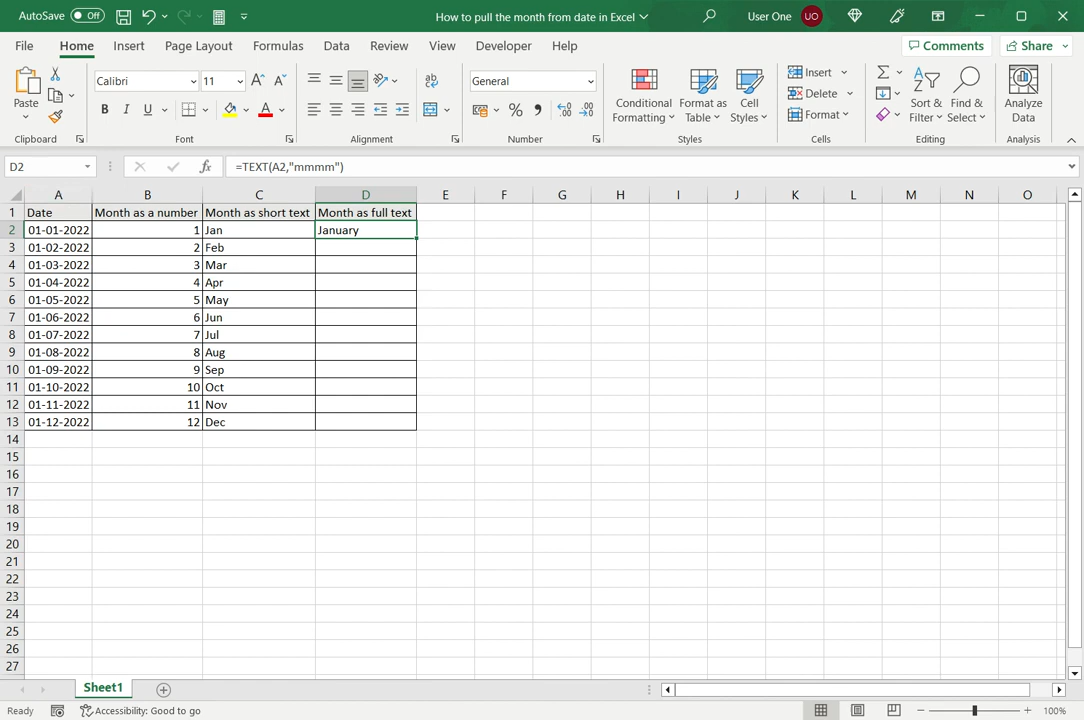 AutoSave Off How to pull the month from date in Excel User One UO
File Home Insert Page Layout Formulas Data Review View Developer Help Comments Share
Paste Calibri 11 General Conditional Formatting Format as Table Cell Styles Insert Delete Format Sort & Filter Find & Select Analyze Data
Clipboard Font Alignment Number Styles Cells Editing Analysis
D2 fx =TEXT(A2,"mmmm")
A B C D E F G H I J K L M N O
1 Date Month as a number Month as short text Month as full text
2 01-01-2022 1 Jan January
3 01-02-2022 2 Feb
4 01-03-2022 3 Mar
5 01-04-2022 4 Apr
6 01-05-2022 5 May
7 01-06-2022 6 Jun
8 01-07-2022 7 Jul
9 01-08-2022 8 Aug
10 01-09-2022 9 Sep
11 01-10-2022 10 Oct
12 01-11-2022 11 Nov
13 01-12-2022 12 Dec
14
15
16
17
18
19
20
21
22
23
24
25
26
27
Sheet1
Ready Accessibility: Good to go 100%